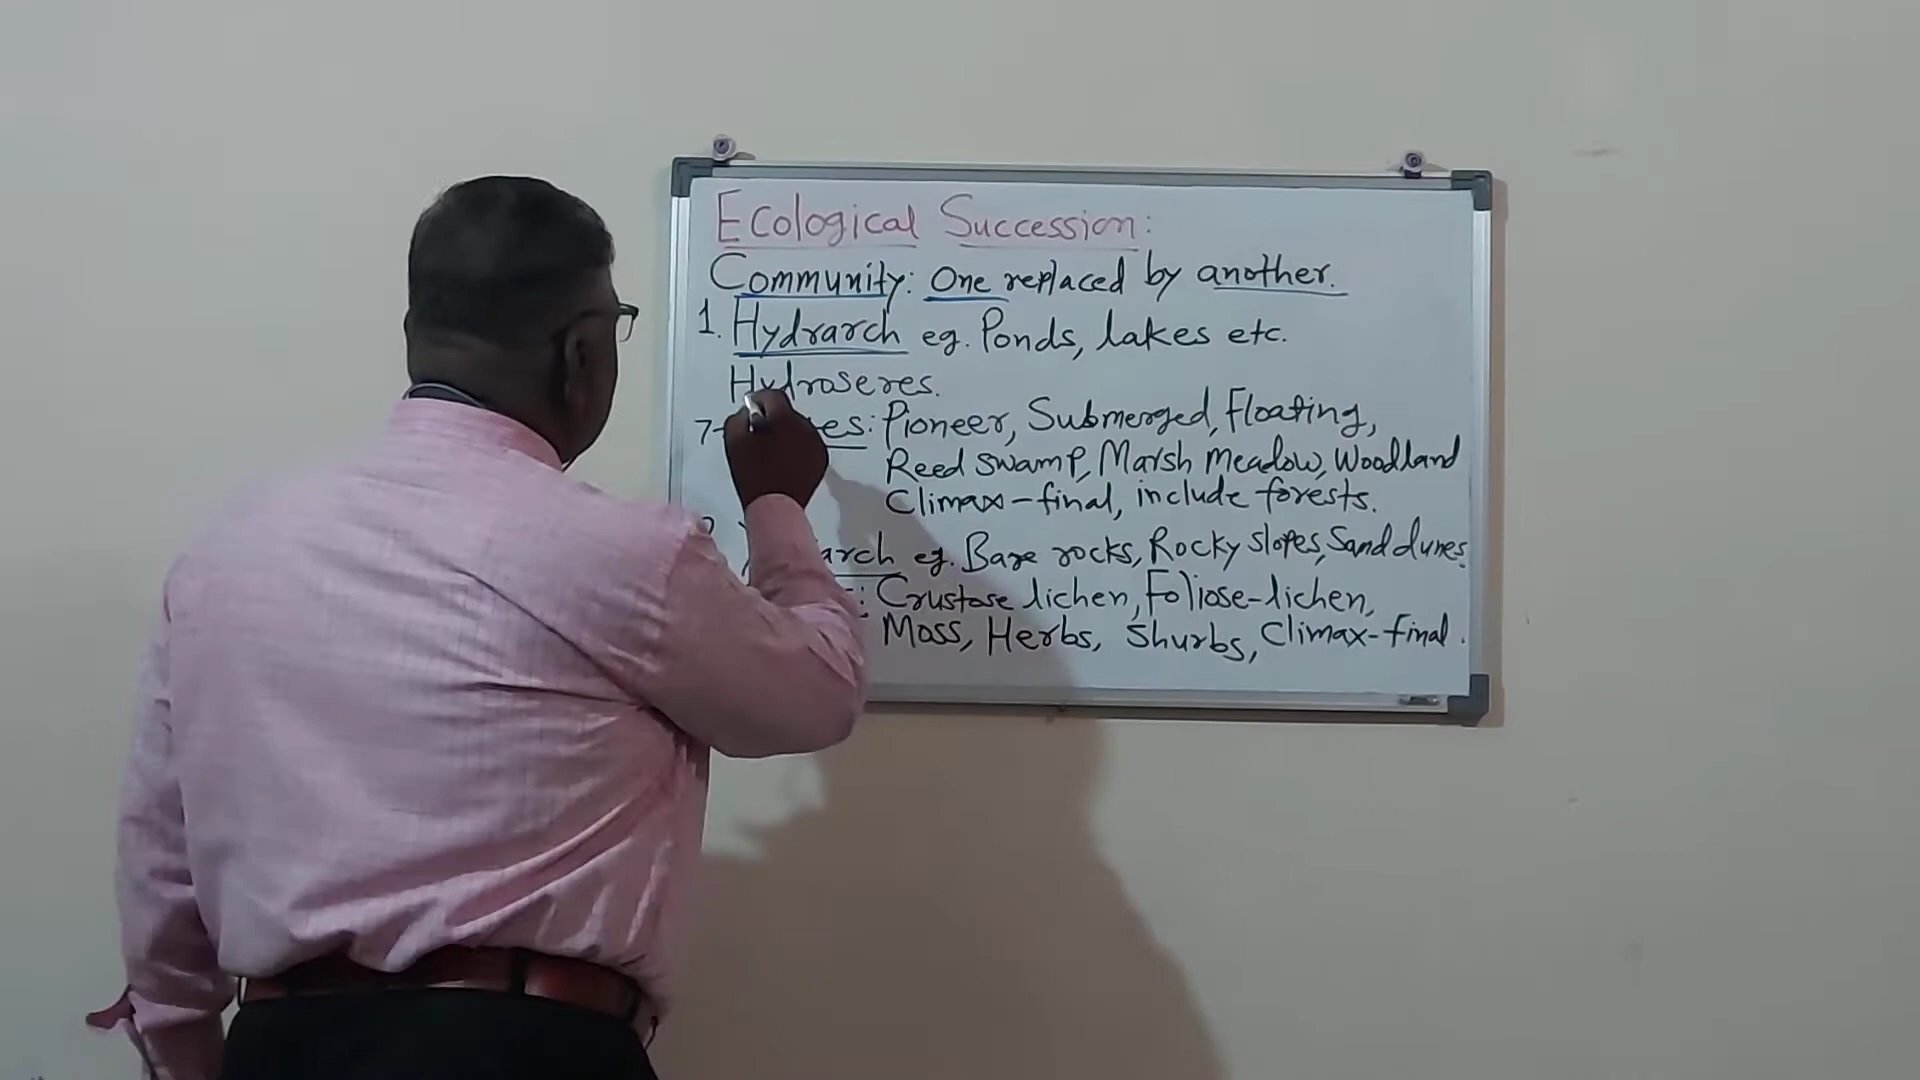 Ecological Succession:
Community: One replaced by another.
1. Hydrarch eg. Ponds, lakes etc.
Hydroseres.
7- es: Pioneer, Submerged, Floating,
Reed swamp, Marsh Meadow, Woodland
Climax-final, include forests.
arch eg. Bare rocks, Rocky slopes, Sand dunes.
: Crustose lichen, Foliose-lichen,
Moss, Herbs, Shurbs, Climax-final.